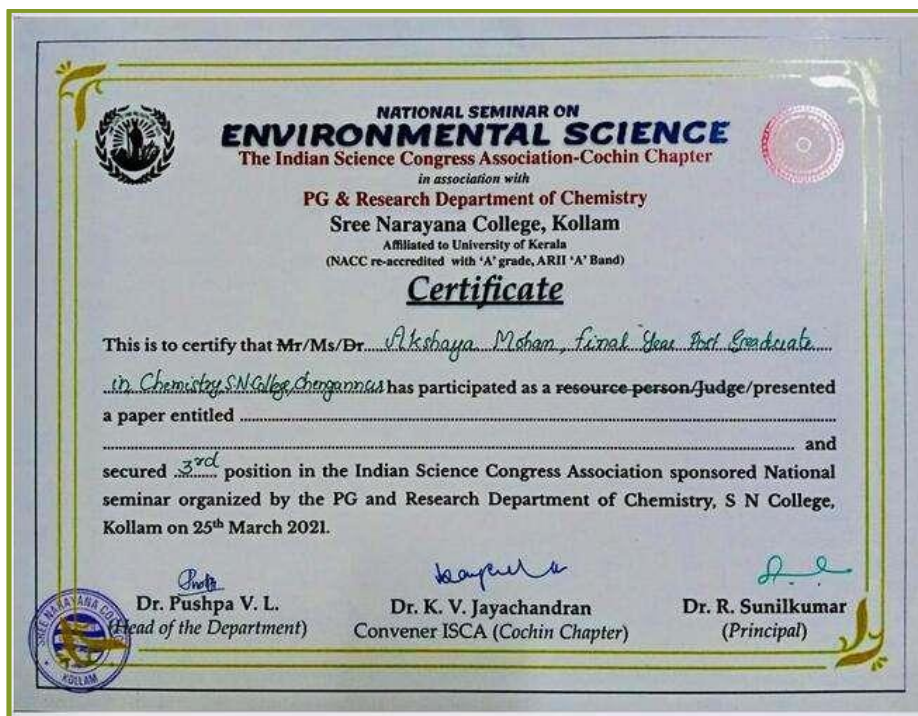 NATIONAL SEMINAR ON
ENVIRONMENTAL SCIENCE
The Indian Science Congress Association-Cochin Chapter
in association with
PG & Research Department of Chemistry
Sree Narayana College, Kollam
Affiliated to University of Kerala
(NACC re-accredited with 'A' grade, ARII 'A' Band)
Certificate
This is to certify that Mr/Ms/Dr. Akshaya Mohan, final Year Post Graduate
in Chemistry, S N College, Chengannur has participated as a resource person/Judge/presented
a paper entitled
and
secured 3rd position in the Indian Science Congress Association sponsored National
seminar organized by the PG and Research Department of Chemistry, S N College,
Kollam on 25th March 2021.
Dr. Pushpa V. L.
(Head of the Department)
Dr. K. V. Jayachandran
Convener ISCA (Cochin Chapter)
Dr. R. Sunilkumar
(Principal)
SREE NARAYANA
KOLLAM